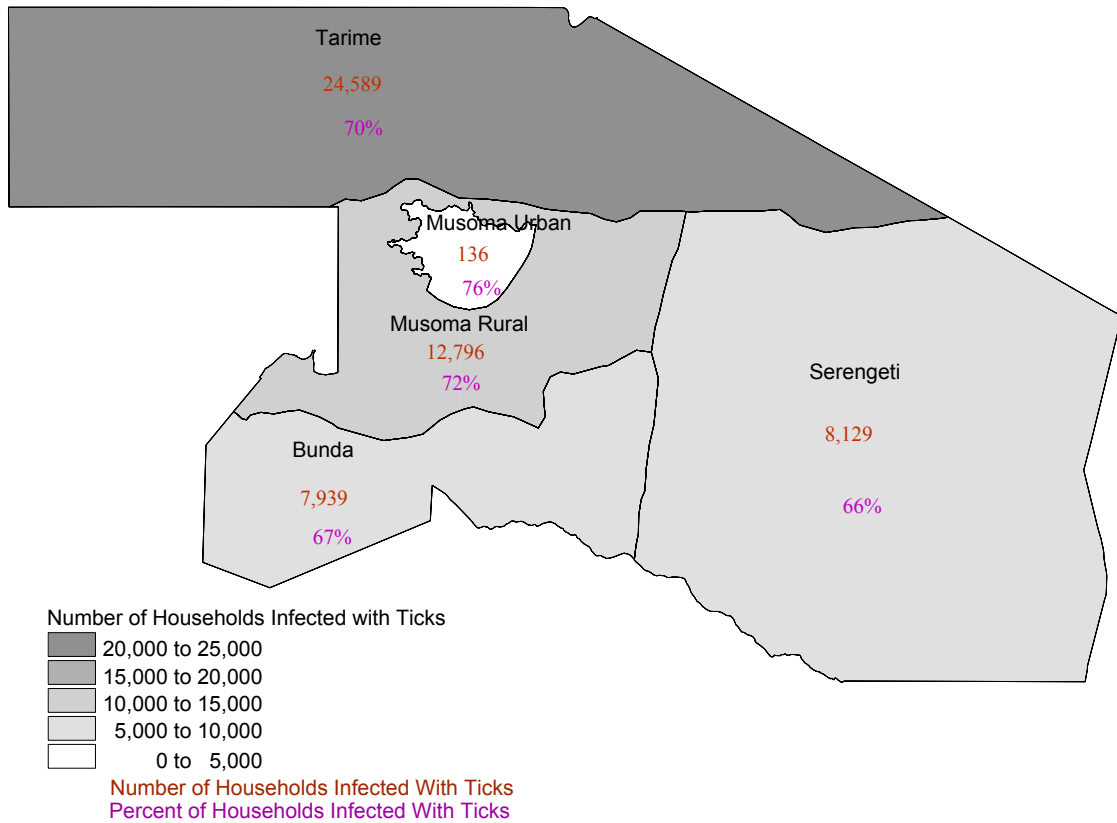 Tarime
24,589
70%
Musoma Urban
136
76%
Musoma Rural
12,796
72%
Serengeti
8,129
66%
Bunda
7,939
67%
Number of Households Infected with Ticks
20,000 to 25,000
15,000 to 20,000
10,000 to 15,000
5,000 to 10,000
0 to 5,000
Number of Households Infected With Ticks
Percent of Households Infected With Ticks